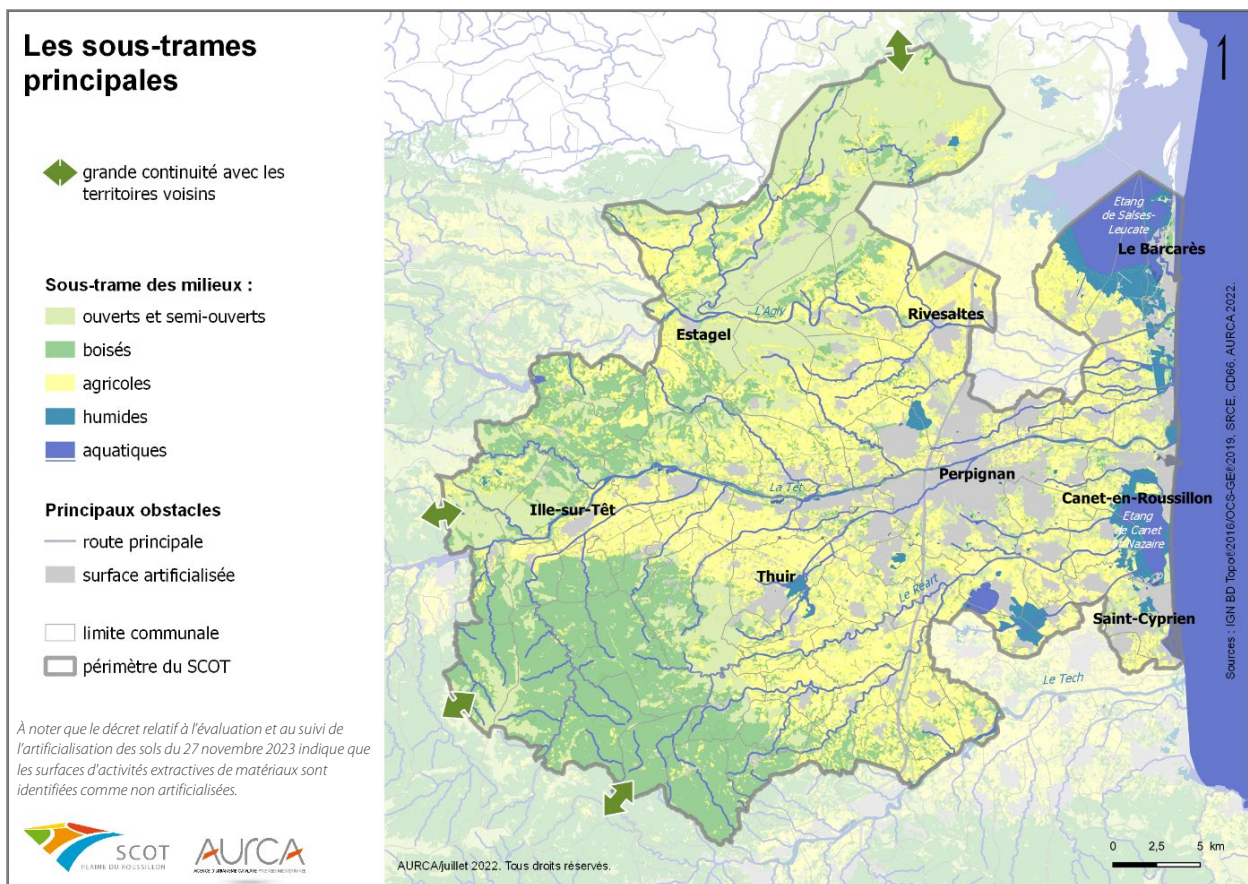 Les sous-trames
principales
grande continuité avec les
territoires voisins
Sous-trame des milieux :
ouverts et semi-ouverts
boisés
agricoles
humides
aquatiques
Principaux obstacles
route principale
surface artificialisée
limite communale
périmètre du SCOT
À noter que le décret relatif à l'évaluation et au suivi de
l'artificialisation des sols du 27 novembre 2023 indique que
les surfaces d'activités extractives de matériaux sont
identifiées comme non artificialisées.
SCOT
PLAINE DU ROUSSILLON
AURCA
AGENCE D'URBANISME CATALANE PYRÉNÉES MÉDITERRANÉE
Etang
de Salses-
Leucate
Le Barcarès
L'Agly
Rivesaltes
Estagel
Perpignan
La Têt
Ille-sur-Têt
Canet-en-Roussillon
Etang
de Canet
Nazaire
Thuir
Le Réart
Saint-Cyprien
Le Tech
AURCA/juillet 2022. Tous droits réservés.
0 2,5 5 km
Sources : IGN BD Topo®2016/OCS-GE®2019, SRCE, CD66, AURCA 2022.